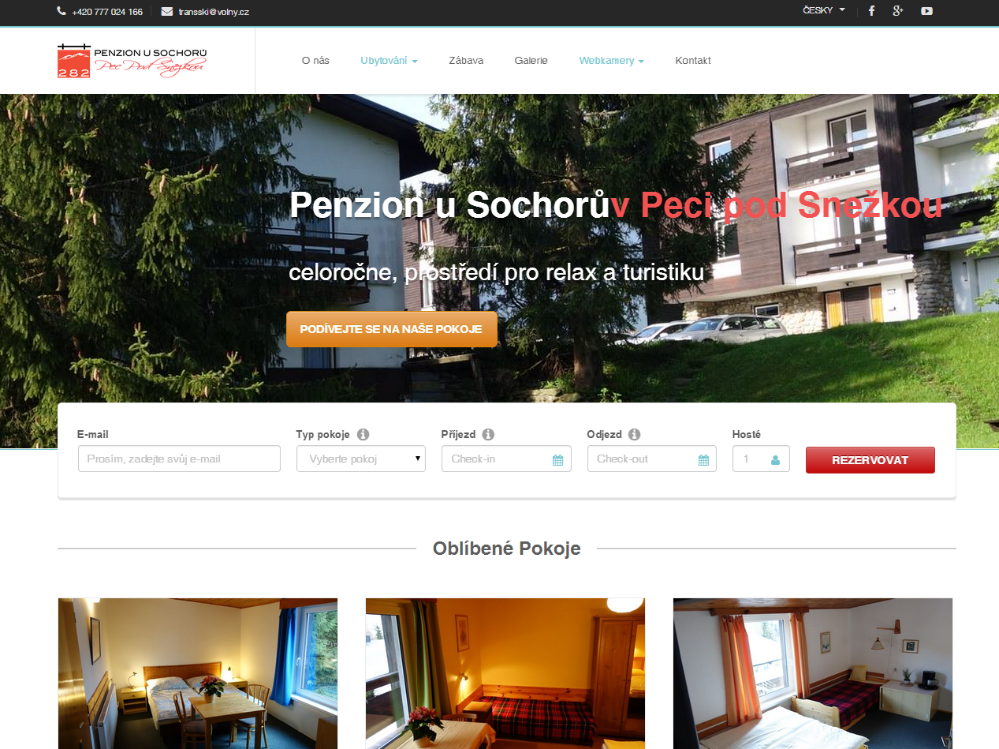 +420 777 024 166
transski@volny.cz
ČESKY
PENZION U SOCHORŮ
Pec Pod Snezkou
282
O nás
Ubytování
Zábava
Galerie
Webkamery
Kontakt
Penzion u Sochorův Peci pod Snežkou
celoročne, prostředí pro relax a turistiku
PODÍVEJTE SE NA NAŠE POKOJE
E-mail
Typ pokoje
Příjezd
Odjezd
Hosté
Prosím, zadejte svůj e-mail
Vyberte pokoj
Check-in
Check-out
1
REZERVOVAT
Oblíbené Pokoje